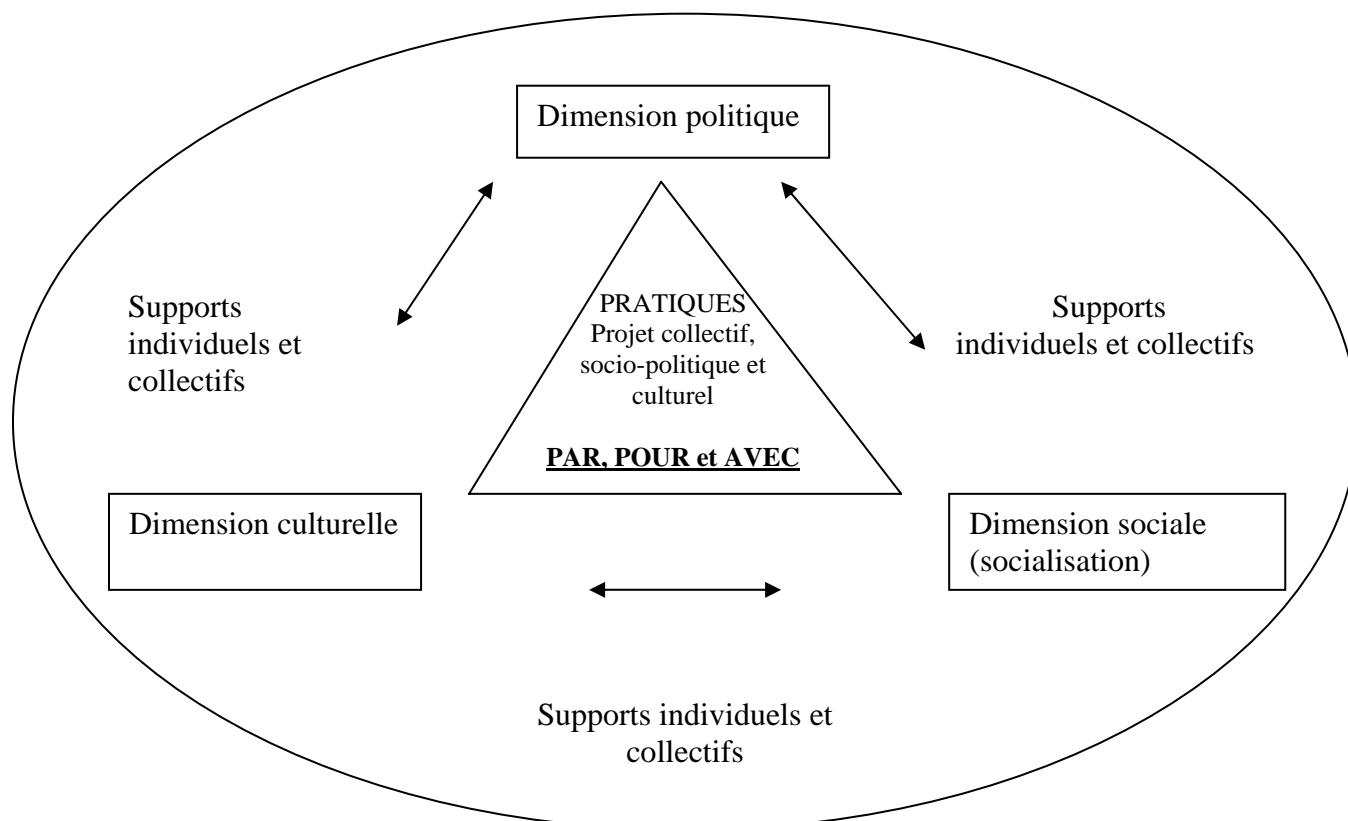 Dimension politique
Supports
individuels et
collectifs
PRATIQUES
Projet collectif,
socio-politique et
culturel
PAR, POUR et AVEC
Supports
individuels et collectifs
Dimension culturelle
Dimension sociale
(socialisation)
Supports individuels et
collectifs